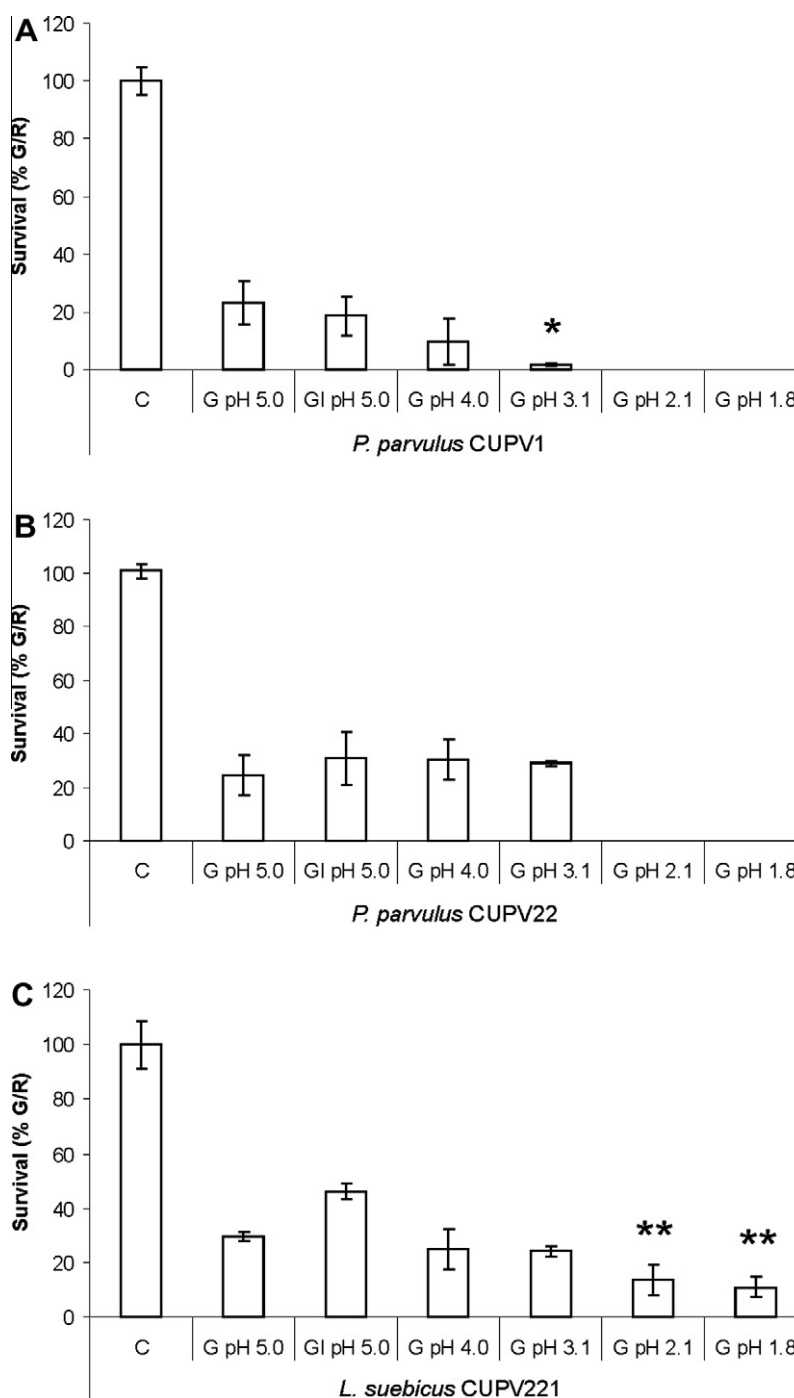 A
Survival (% G/R)
120
100
80
60
40
20
0
*
C G pH 5.0 GI pH 5.0 G pH 4.0 G pH 3.1 G pH 2.1 G pH 1.8
P. parvulus CUPV1
B
Survival (% G/R)
120
100
80
60
40
20
0
C G pH 5.0 GI pH 5.0 G pH 4.0 G pH 3.1 G pH 2.1 G pH 1.8
P. parvulus CUPV22
C
Survival (% G/R)
120
100
80
60
40
20
0
** **
C G pH 5.0 GI pH 5.0 G pH 4.0 G pH 3.1 G pH 2.1 G pH 1.8
L. suebicus CUPV221